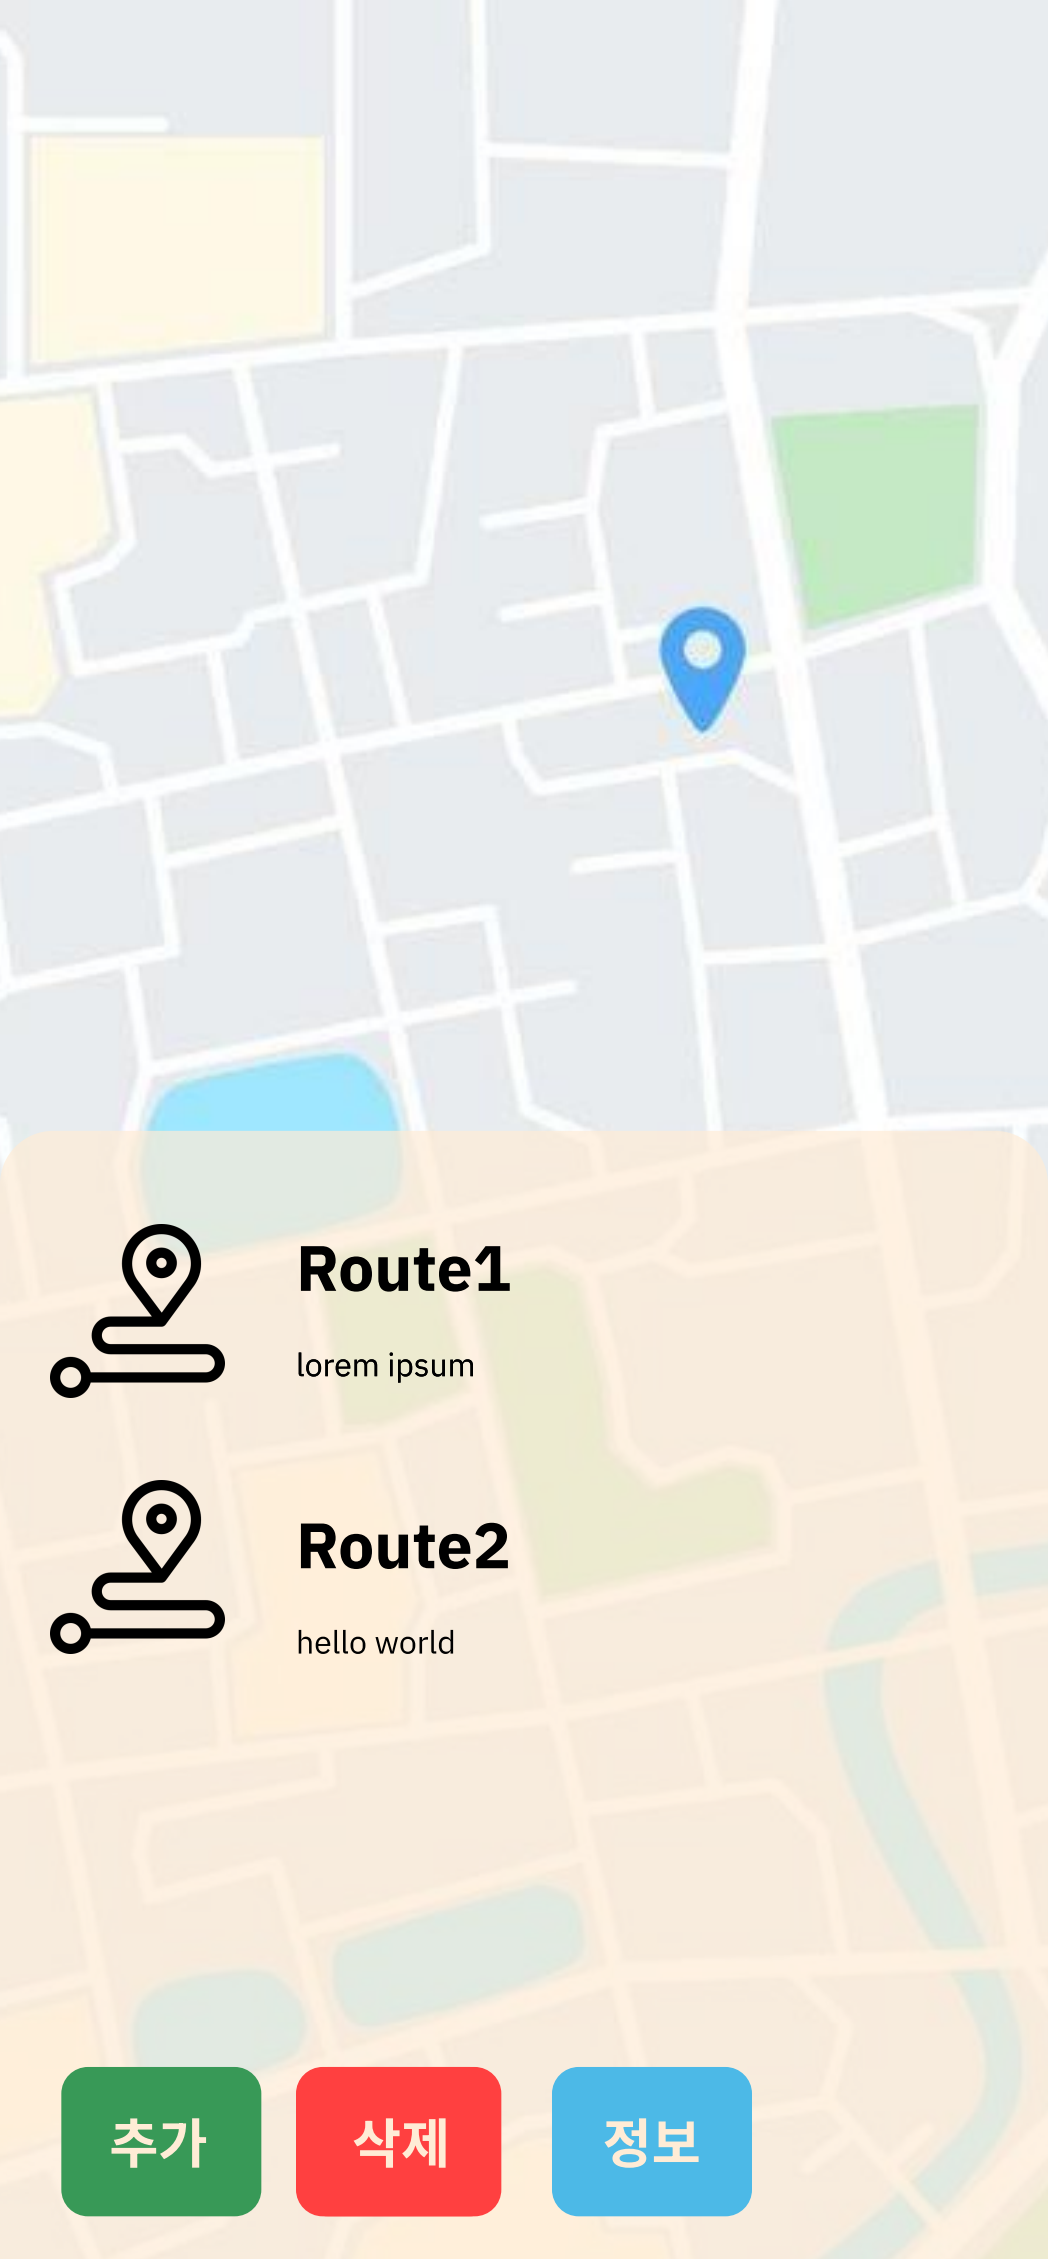 Route1
lorem ipsum
Route2
hello world
추가 삭제 정보